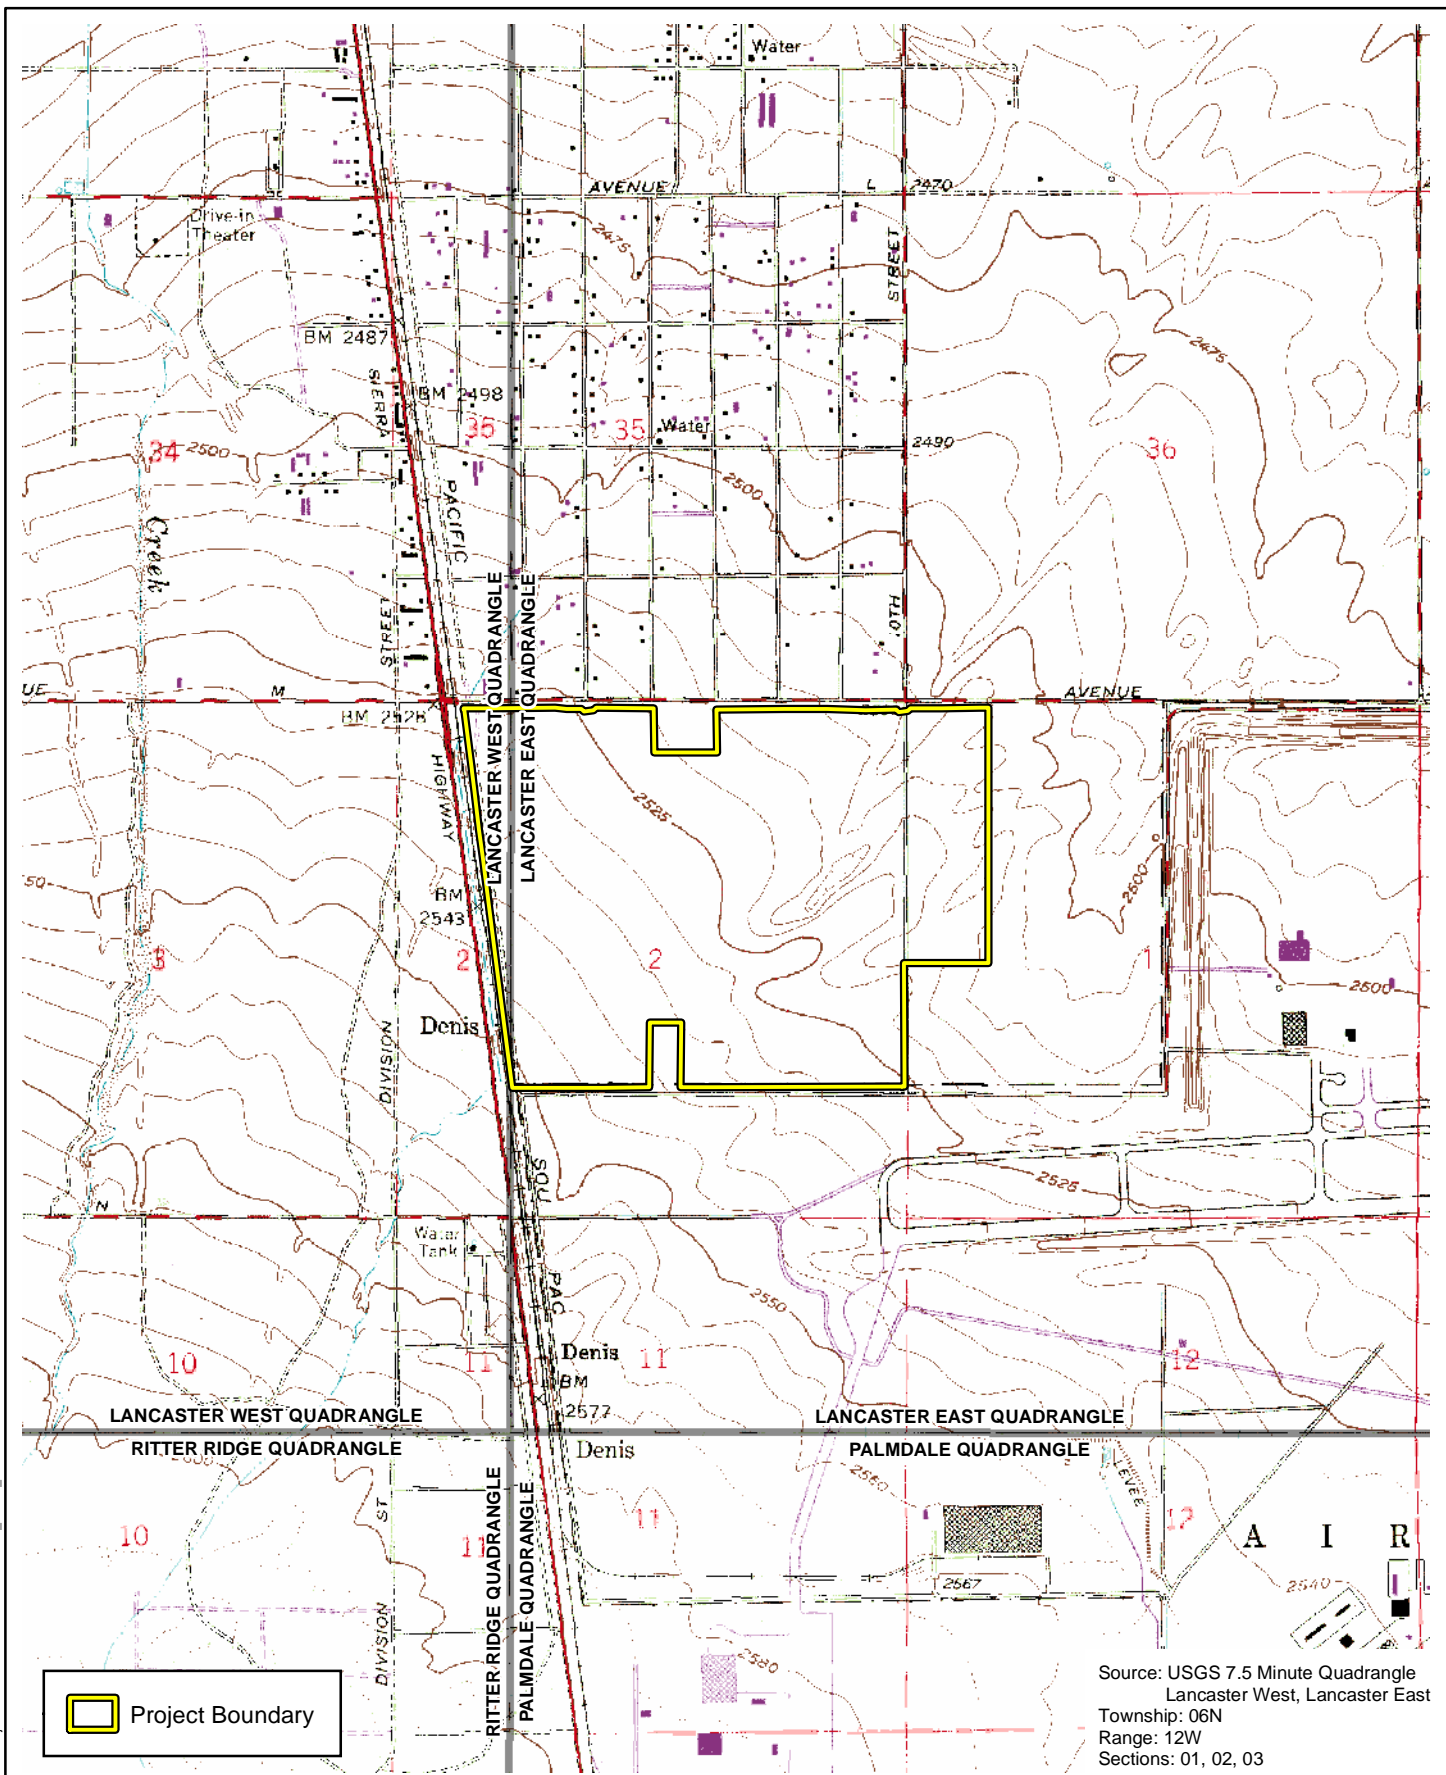 Water
AVENUE
L
2470
Drive-in
Theater
2475
STREET
BM 2487
2475
SIERRA
BM 2498
35
35
Water
2490
36
34
2500
2500
PACIFIC
Creek
STREET
10TH
LANCASTER WEST QUADRANGLE
LANCASTER EAST QUADRANGLE
UE
M
AVENUE
BM 2526
HIGHWAY
2525
BM
2543
2500
50
3
2
2
1
2500
Denis
DIVISION
SOU
N
2525
Water
Tank
PAC
2550
Denis
10
11
11
12
BM
2577
LANCASTER WEST QUADRANGLE
LANCASTER EAST QUADRANGLE
RITTER RIDGE QUADRANGLE
PALMDALE QUADRANGLE
Denis
2550
LEVEE
ST
10
11
11
12
A I R
RITTER RIDGE QUADRANGLE
PALMDALE QUADRANGLE
2567
2540
DIVISION
2580
Project Boundary
Source: USGS 7.5 Minute Quadrangle
Lancaster West, Lancaster East
Township: 06N
Range: 12W
Sections: 01, 02, 03